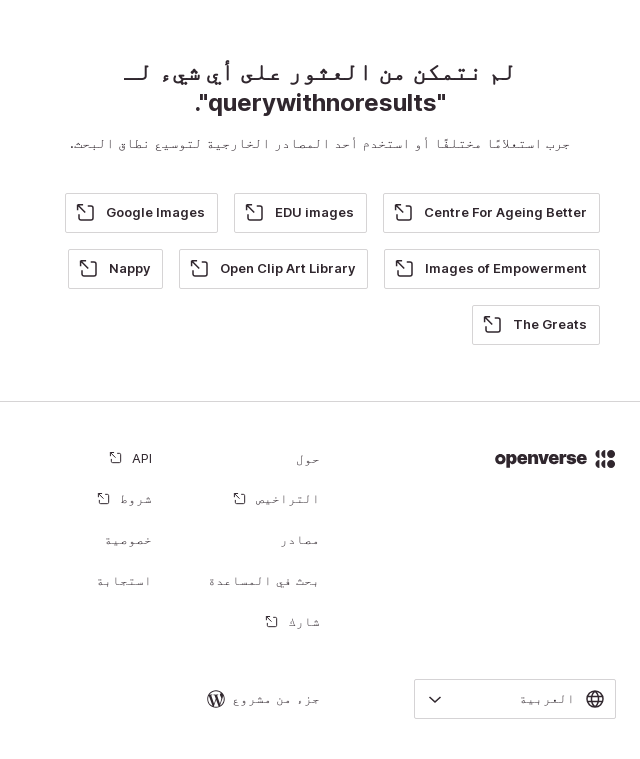 لم نتمكن من العثور على أي شيء لـ
"querywithnoresults".
جرب استعلامًا مختلفًا أو استخدم أحد المصادر الخارجية لتوسيع نطاق البحث.
Centre For Ageing Better
EDU images
Google Images
Images of Empowerment
Open Clip Art Library
Nappy
The Greats
openverse
حول
API
التراخيص
شروط
مصادر
خصوصية
بحث في المساعدة
استجابة
شارك
العربية
جزء من مشروع